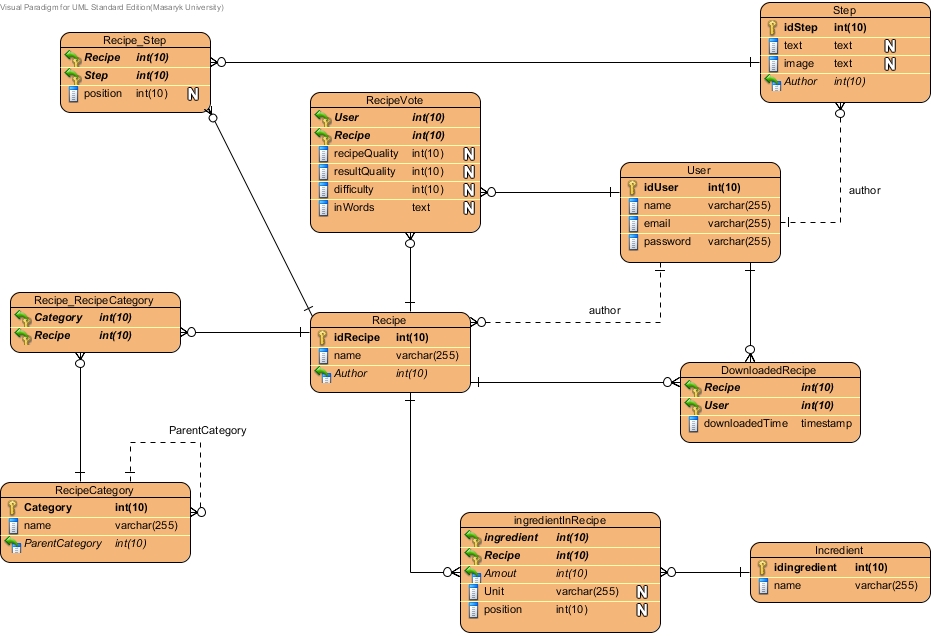 Visual Paradigm for UML Standard Edition(Masaryk University)
Recipe_Step
Recipe int(10)
Step int(10)
position int(10) N
Step
idStep int(10)
text text N
image text N
Author int(10)
RecipeVote
User int(10)
Recipe int(10)
recipeQuality int(10) N
resultQuality int(10) N
difficulty int(10) N
inWords text N
User
idUser int(10)
name varchar(255)
email varchar(255)
password varchar(255)
author
Recipe_RecipeCategory
Category int(10)
Recipe int(10)
Recipe
idRecipe int(10)
name varchar(255)
Author int(10)
author
DownloadedRecipe
Recipe int(10)
User int(10)
downloadedTime timestamp
ParentCategory
RecipeCategory
Category int(10)
name varchar(255)
ParentCategory int(10)
ingredientInRecipe
ingredient int(10)
Recipe int(10)
Amout int(10)
Unit varchar(255) N
position int(10) N
Incredient
idingredient int(10)
name varchar(255)